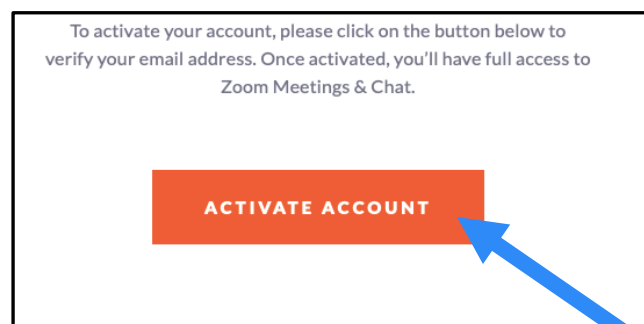 To activate your account, please click on the button below to
verify your email address. Once activated, you’ll have full access to
Zoom Meetings & Chat.
ACTIVATE ACCOUNT